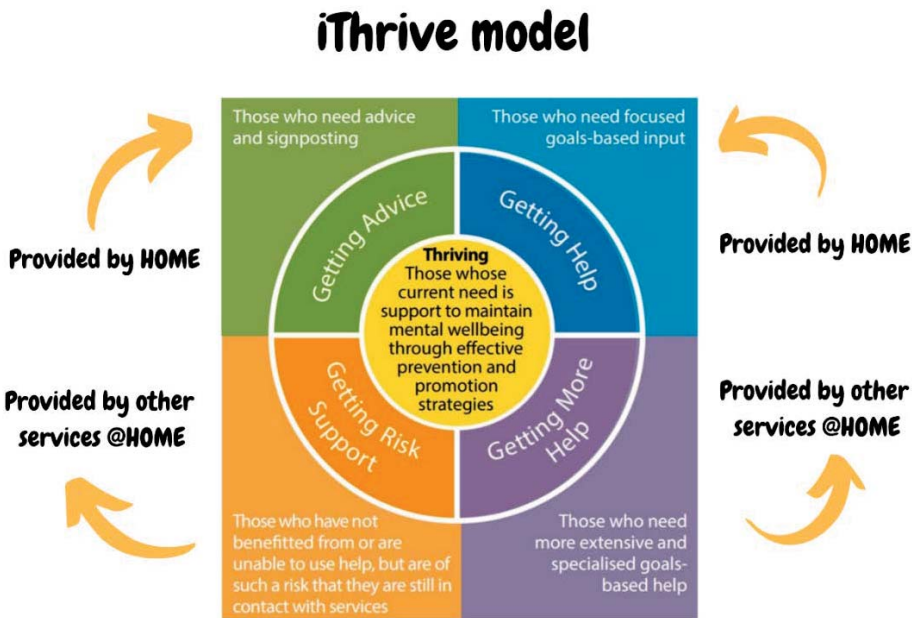 iThrive model
Those who need advice
and signposting
Those who need focused
goals-based input
Getting Advice
Getting Help
Provided by HOME
Provided by HOME
Thriving
Those whose
current need is
support to maintain
mental wellbeing
through effective
prevention and
promotion
strategies
Provided by other
services @HOME
Getting Risk
Support
Getting More
Help
Provided by other
services @HOME
Those who have not
benefitted from or are
unable to use help, but are of
such a risk that they are still in
contact with services
Those who need
more extensive and
specialised goals-
based help